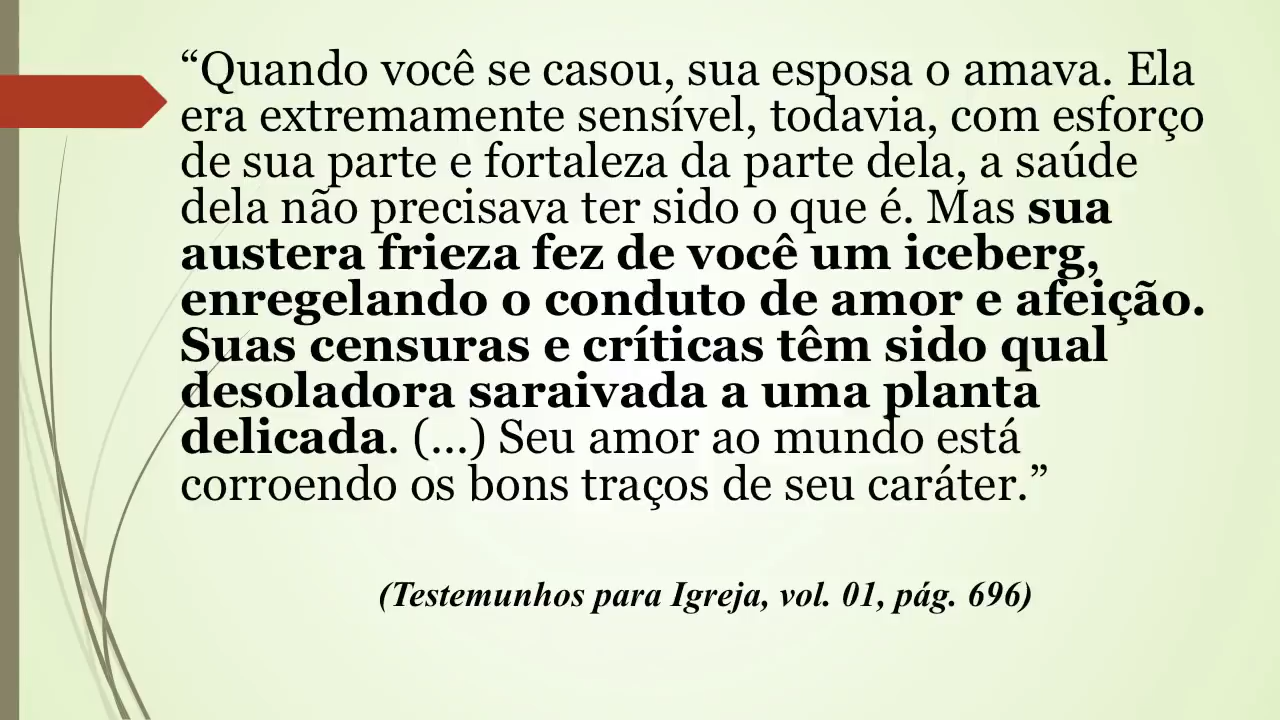 “Quando você se casou, sua esposa o amava. Ela
era extremamente sensível, todavia, com esforço
de sua parte e fortaleza da parte dela, a saúde
dela não precisava ter sido o que é. Mas sua
austera frieza fez de você um iceberg,
enregelando o conduto de amor e afeição.
Suas censuras e críticas têm sido qual
desoladora saraivada a uma planta
delicada. (...) Seu amor ao mundo está
corroendo os bons traços de seu caráter.”
(Testemunhos para Igreja, vol. 01, pág. 696)